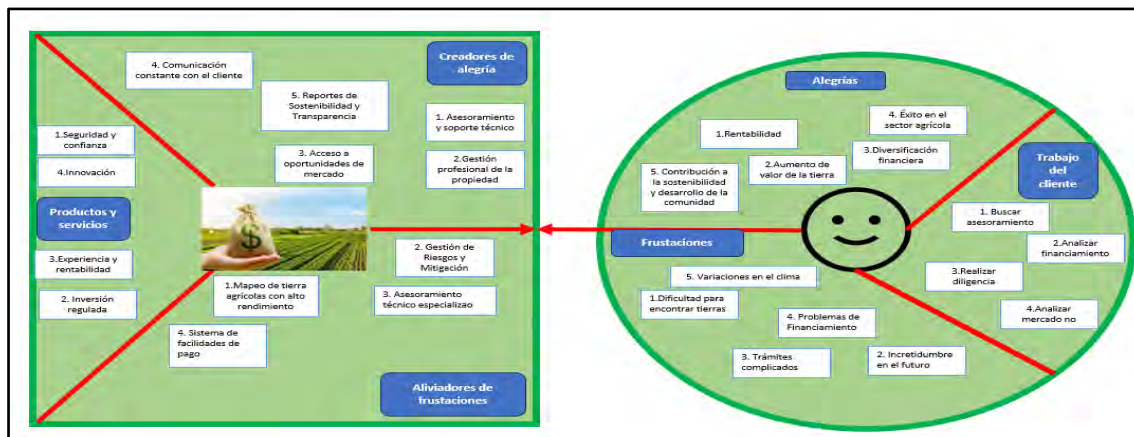 4. Comunicación
constante con el cliente
Creadores de
alegría
5. Reportes de
Sostenibilidad y
Transparencia
1. Asesoramiento
y soporte técnico
1.Seguridad y
confianza
3. Acceso a
oportunidades de
mercado
2.Gestión
profesional de la
propiedad
4.Innovación
Productos y
servicios
$
3.Experiencia y
rentabilidad
2. Inversión
regulada
2. Gestión de
Riesgos y
Mitigación
1.Mapeo de tierra
agrícolas con alto
rendimiento
3. Asesoramiento
técnico especializao
4. Sistema de
facilidades de
pago
Aliviadores de
frustaciones
Alegrías
4. Éxito en el
sector agrícola
1.Rentabilidad
3.Diversificación
financiera
2.Aumento de
valor de la tierra
5. Contribución a
la sostenibilidad
y desarrollo de la
comunidad
Trabajo
del
cliente
1. Buscar
asesoramiento
2.Analizar
financiamiento
3.Realizar
diligencia
4.Analizar
mercado no
Frustaciones
5. Variaciones en el clima
1.Dificultad para
encontrar tierras
4. Problemas de
Financiamiento
3. Trámites
complicados
2. Incretidumbre
en el futuro